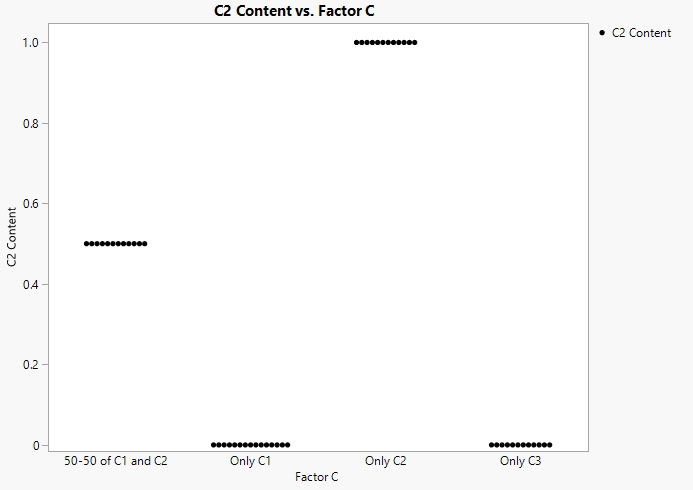 C2 Content vs. Factor C
C2 Content
1.0
0.8
0.6
0.4
0.2
0
C2 Content
50-50 of C1 and C2
Only C1
Only C2
Only C3
Factor C